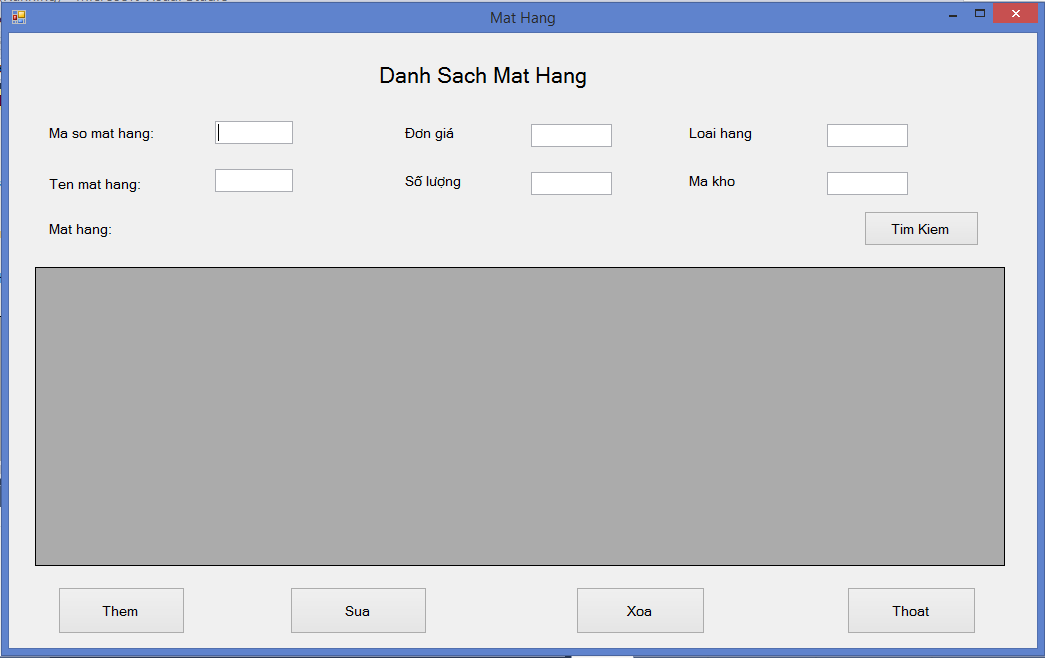 Mat Hang
Danh Sach Mat Hang
Ma so mat hang:
Đơn giá
Loai hang
Ten mat hang:
Số lượng
Ma kho
Mat hang:
Tim Kiem
Them
Sua
Xoa
Thoat